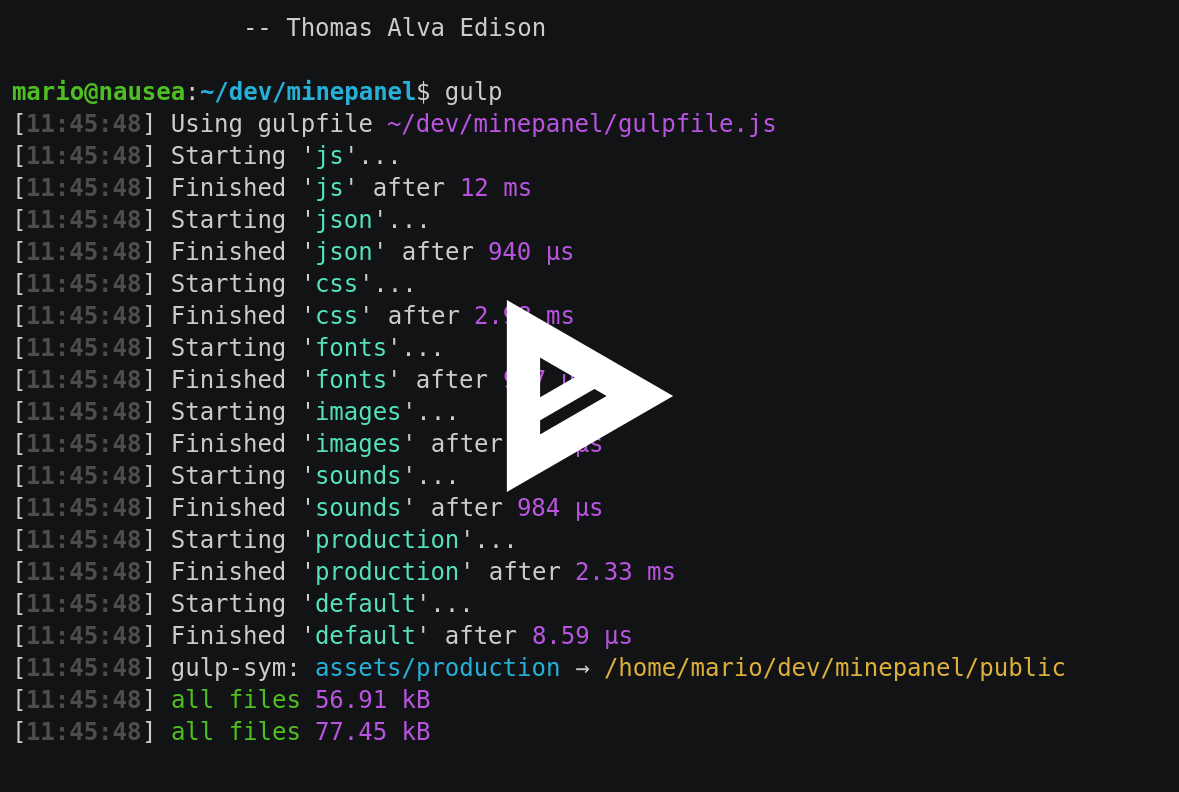 -- Thomas Alva Edison
mario@nausea:~/dev/minepanel$ gulp
[11:45:48] Using gulpfile ~/dev/minepanel/gulpfile.js
[11:45:48] Starting 'js'...
[11:45:48] Finished 'js' after 12 ms
[11:45:48] Starting 'json'...
[11:45:48] Finished 'json' after 940 μs
[11:45:48] Starting 'css'...
[11:45:48] Finished 'css' after ms
[11:45:48] Starting 'fonts'...
[11:45:48] Finished 'fonts' after
[11:45:48] Starting 'images'...
[11:45:48] Finished 'images' after μs
[11:45:48] Starting 'sounds'...
[11:45:48] Finished 'sounds' after 984 μs
[11:45:48] Starting 'production'...
[11:45:48] Finished 'production' after 2.33 ms
[11:45:48] Starting 'default'...
[11:45:48] Finished 'default' after 8.59 μs
[11:45:48] gulp-sym: assets/production → /home/mario/dev/minepanel/public
[11:45:48] all files 56.91 kB
[11:45:48] all files 77.45 kB